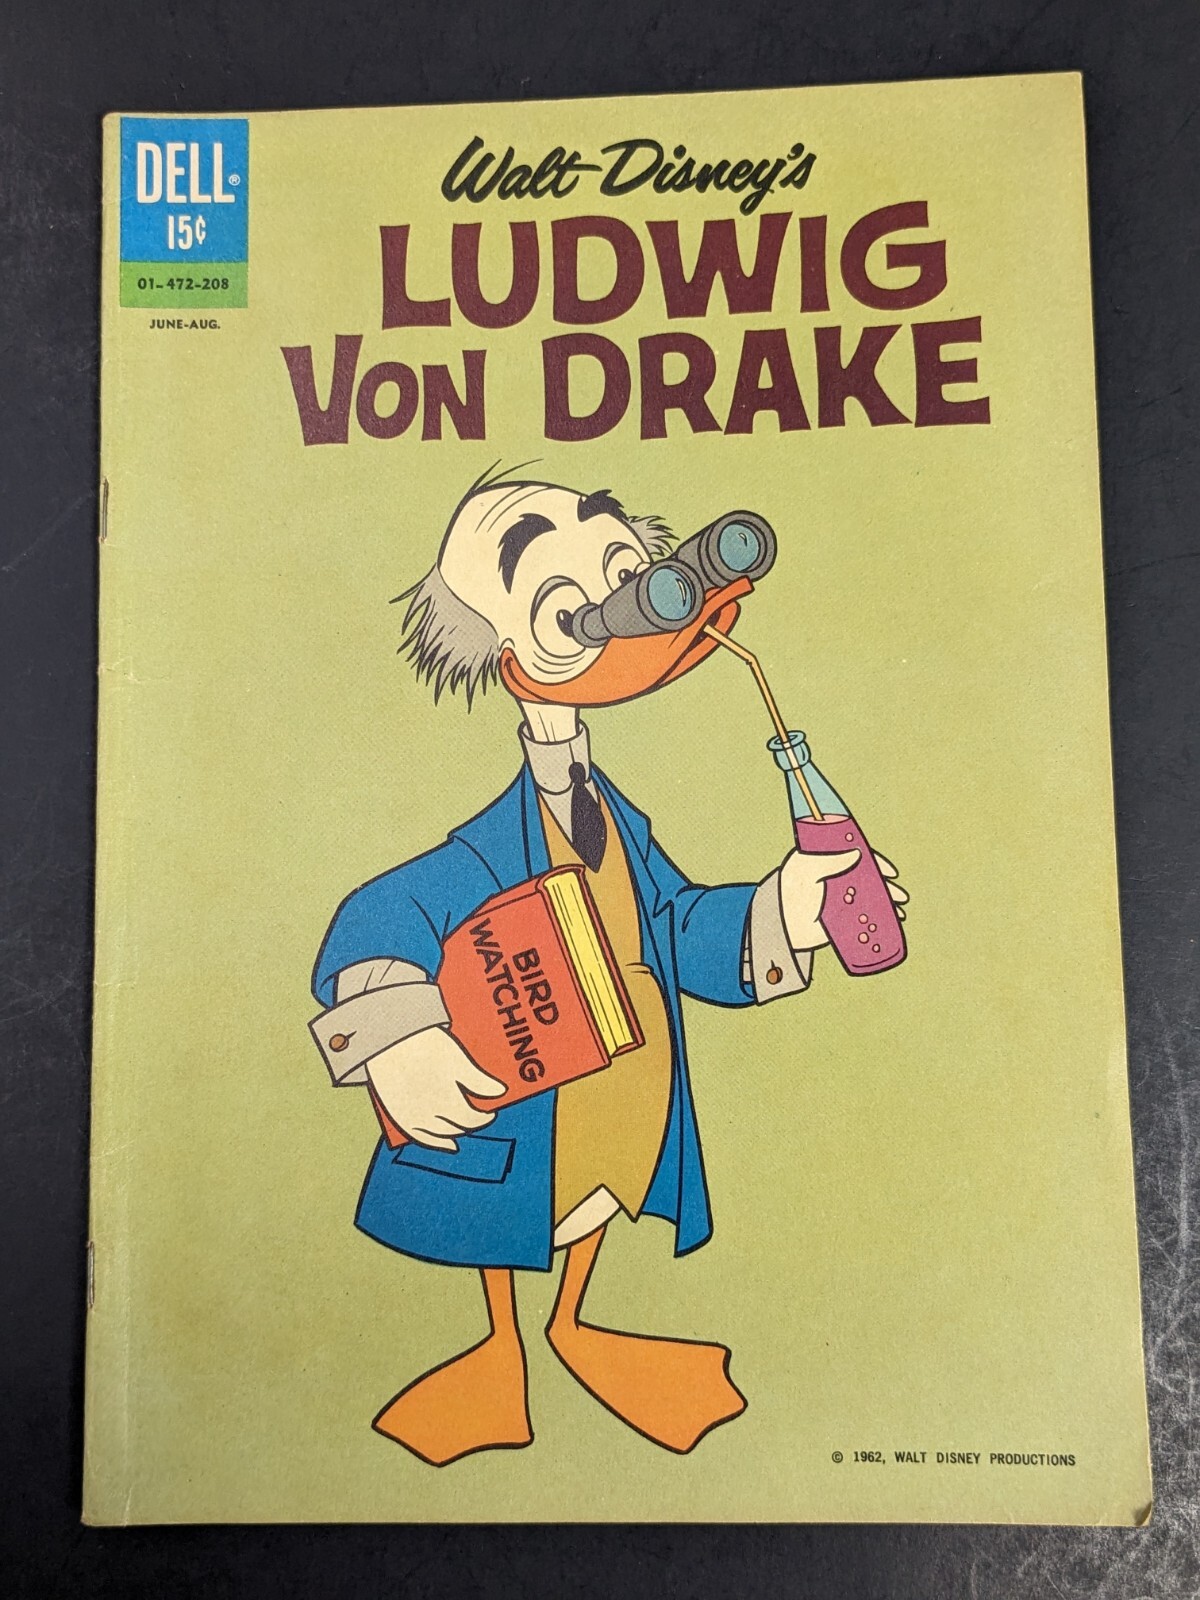 DELL®
15¢
01-472-208
JUNE-AUG.
Walt Disney's
LUDWIG
VON DRAKE
BIRD
WATCHING
© 1962, WALT DISNEY PRODUCTIONS